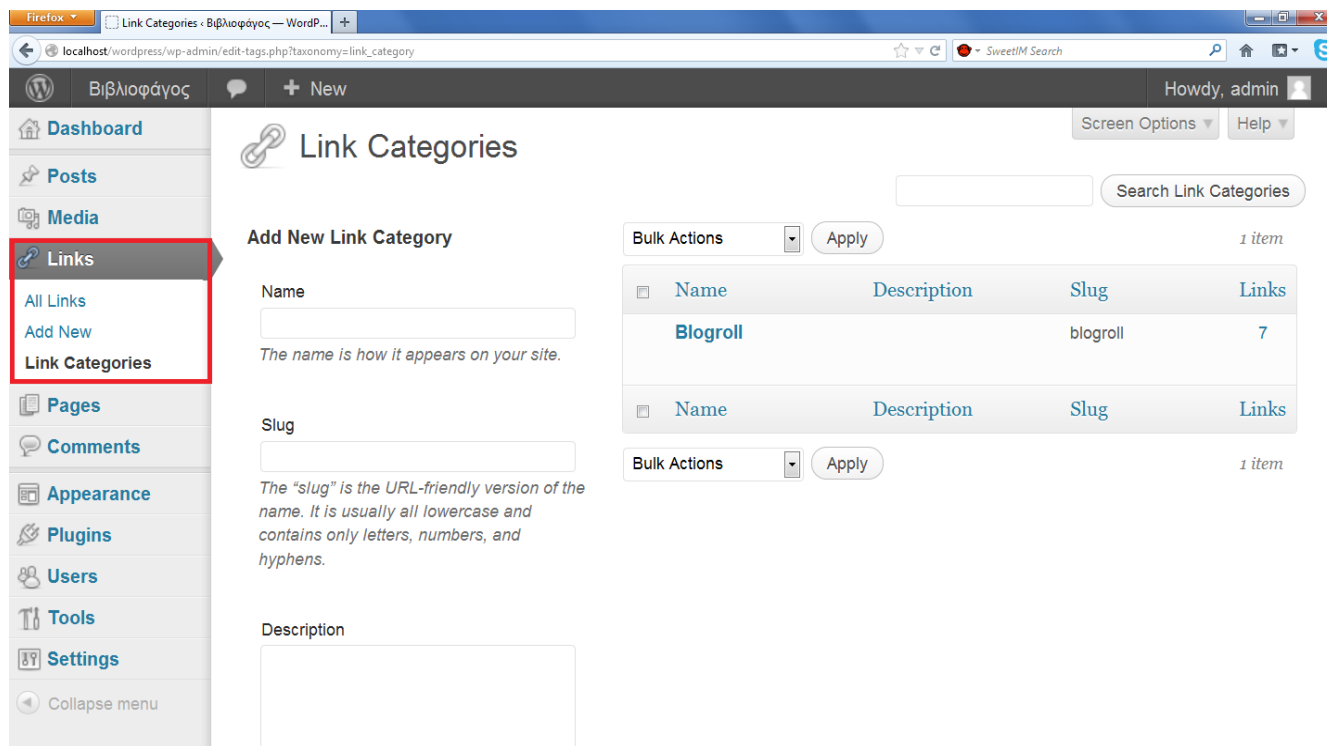 Firefox
Link Categories ‹ Βιβλιοφάγος — WordP...
localhost/wordpress/wp-admin/edit-tags.php?taxonomy=link_category
SweetIM Search
Βιβλιοφάγος
New
Howdy, admin
Dashboard
Posts
Media
Links
All Links
Add New
Link Categories
Pages
Comments
Appearance
Plugins
Users
Tools
Settings
Collapse menu
Screen Options
Help
Link Categories
Search Link Categories
Add New Link Category
Name
The name is how it appears on your site.
Slug
The “slug” is the URL-friendly version of the
name. It is usually all lowercase and
contains only letters, numbers, and
hyphens.
Description
Bulk Actions
Apply
1 item
Name Description Slug Links
Blogroll blogroll 7
Name Description Slug Links
Bulk Actions
Apply
1 item